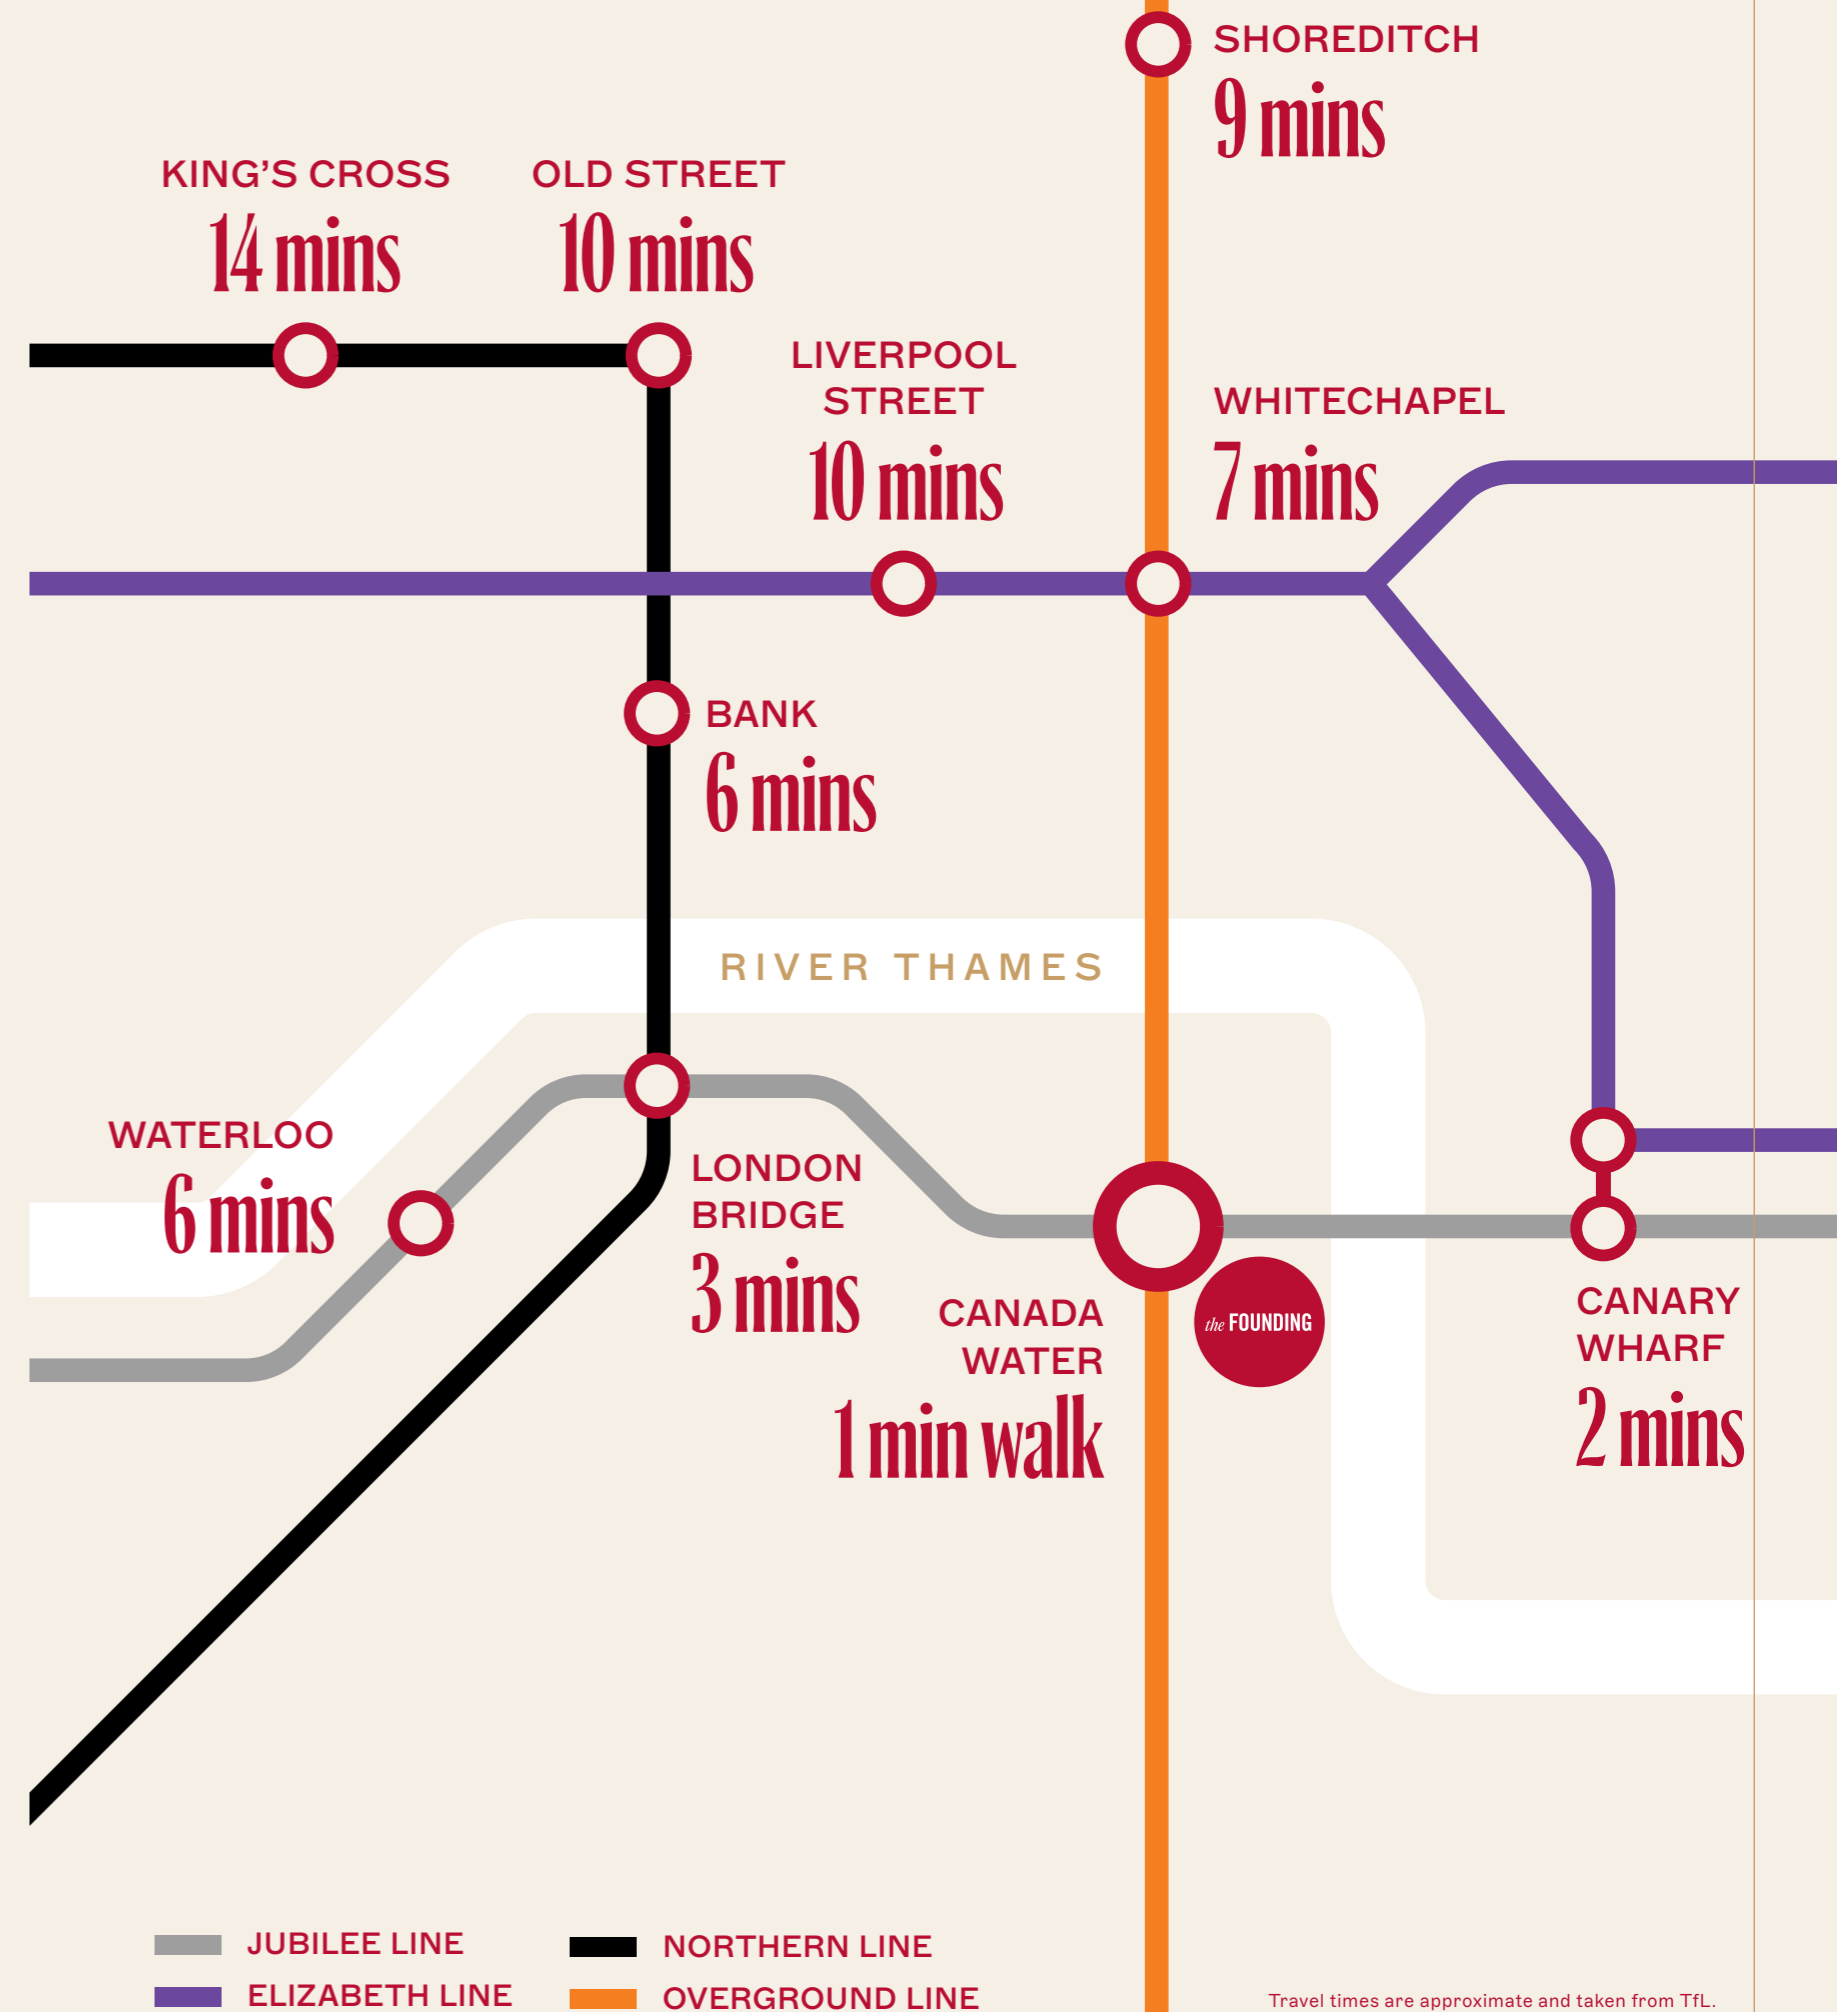 SHOREDITCH
9 mins
KING’S CROSS
14 mins
OLD STREET
10 mins
LIVERPOOL
STREET
10 mins
WHITECHAPEL
7 mins
BANK
6 mins
RIVER THAMES
WATERLOO
6 mins
LONDON
BRIDGE
3 mins
CANADA
WATER
1 min walk
the FOUNDING
CANARY
WHARF
2 mins
JUBILEE LINE
NORTHERN LINE
ELIZABETH LINE
OVERGROUND LINE
Travel times are approximate and taken from TfL.